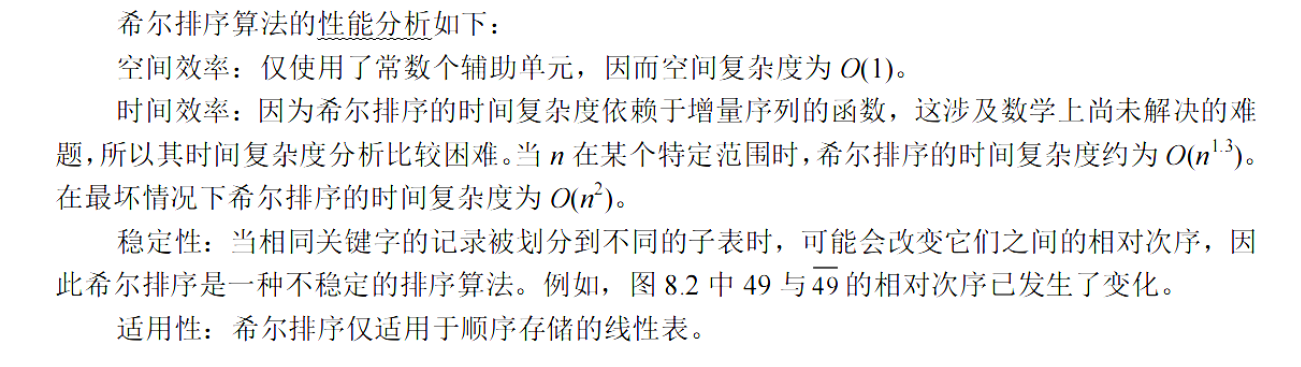 希尔排序算法的性能分析如下：
空间效率：仅使用了常数个辅助单元，因而空间复杂度为 O(1)。
时间效率：因为希尔排序的时间复杂度依赖于增量序列的函数，这涉及数学上尚未解决的难
题，所以其时间复杂度分析比较困难。当 n 在某个特定范围时，希尔排序的时间复杂度约为 O(n^{1.3})。
在最坏情况下希尔排序的时间复杂度为 O(n²)。
稳定性：当相同关键字的记录被划分到不同的子表时，可能会改变它们之间的相对次序，因
此希尔排序是一种不稳定的排序算法。例如，图 8.2 中 49 与 4̅9̅ 的相对次序已发生了变化。
适用性：希尔排序仅适用于顺序存储的线性表。